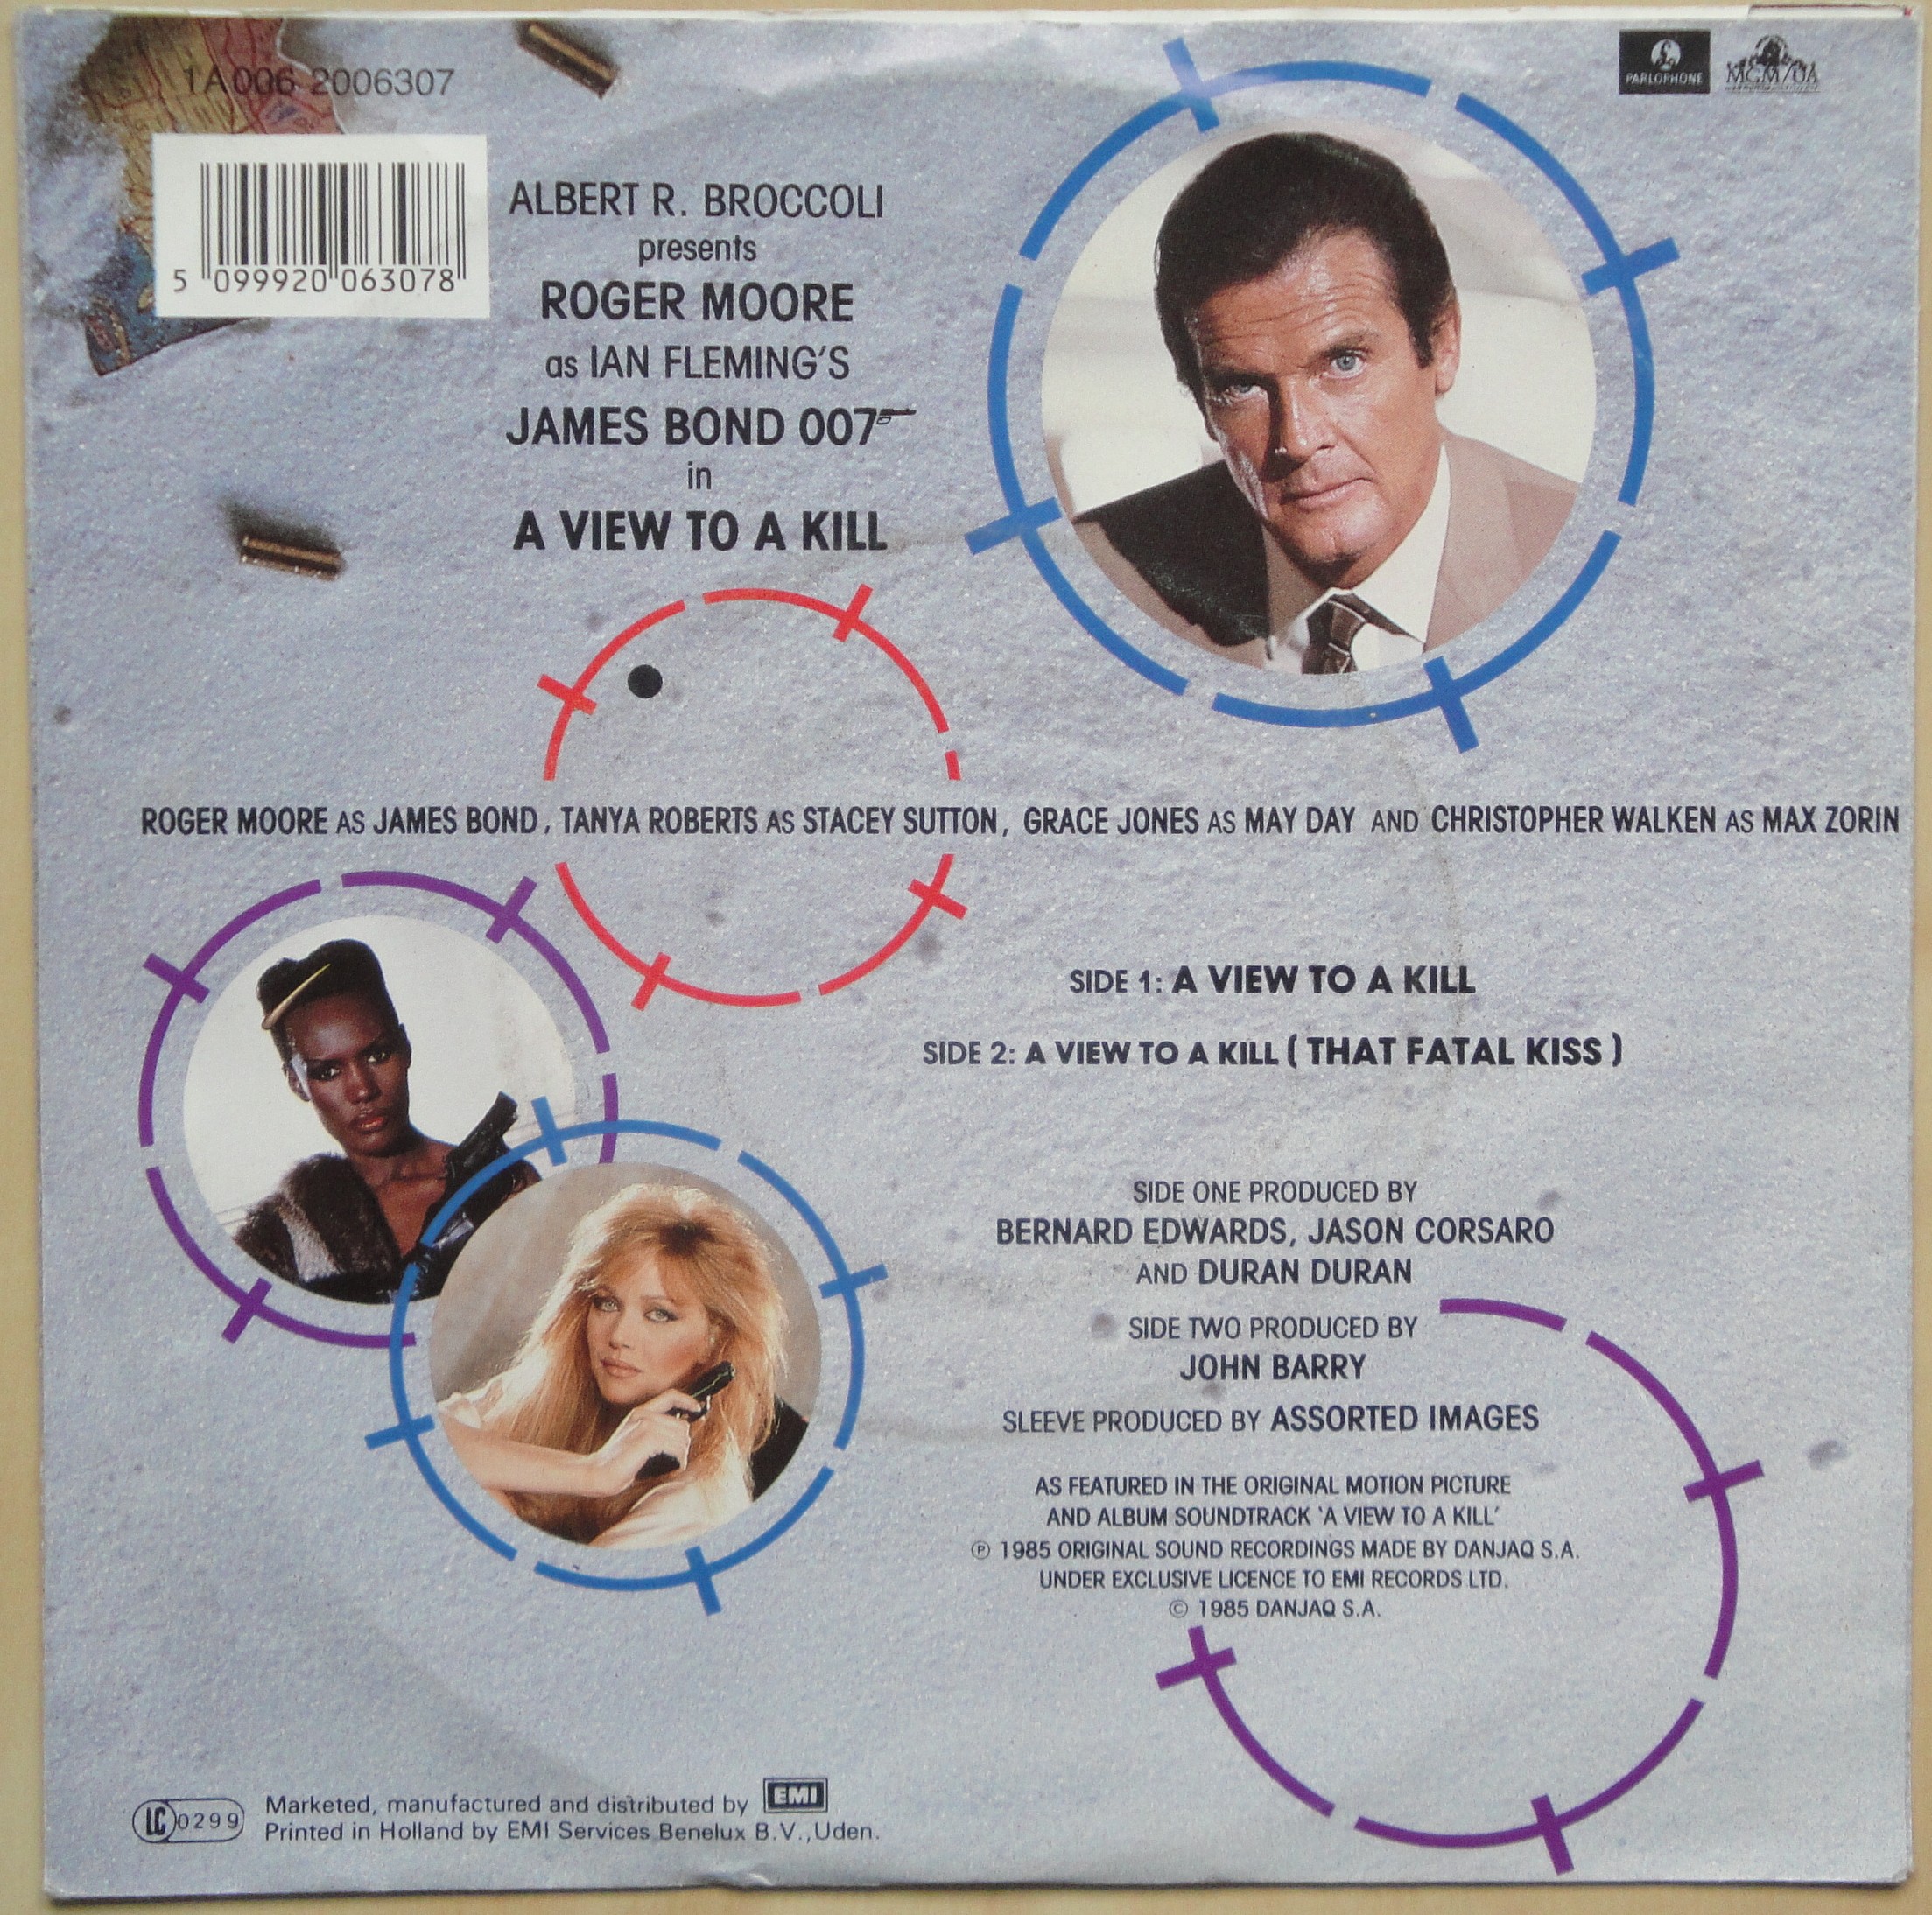 1A 006 2006307
PARLOPHONE
MGM/UA
5 099920 063078
ALBERT R. BROCCOLI
presents
ROGER MOORE
as IAN FLEMING'S
JAMES BOND 007
in
A VIEW TO A KILL
ROGER MOORE AS JAMES BOND, TANYA ROBERTS AS STACEY SUTTON, GRACE JONES AS MAY DAY AND CHRISTOPHER WALKEN AS MAX ZORIN
SIDE 1: A VIEW TO A KILL
SIDE 2: A VIEW TO A KILL (THAT FATAL KISS)
SIDE ONE PRODUCED BY
BERNARD EDWARDS, JASON CORSARO
AND DURAN DURAN
SIDE TWO PRODUCED BY
JOHN BARRY
SLEEVE PRODUCED BY ASSORTED IMAGES
AS FEATURED IN THE ORIGINAL MOTION PICTURE
AND ALBUM SOUNDTRACK 'A VIEW TO A KILL'
℗ 1985 ORIGINAL SOUND RECORDINGS MADE BY DANJAQ S.A.
UNDER EXCLUSIVE LICENCE TO EMI RECORDS LTD.
© 1985 DANJAQ S.A.
LC 0299
Marketed, manufactured and distributed by EMI
Printed in Holland by EMI Services Benelux B.V.,Uden.